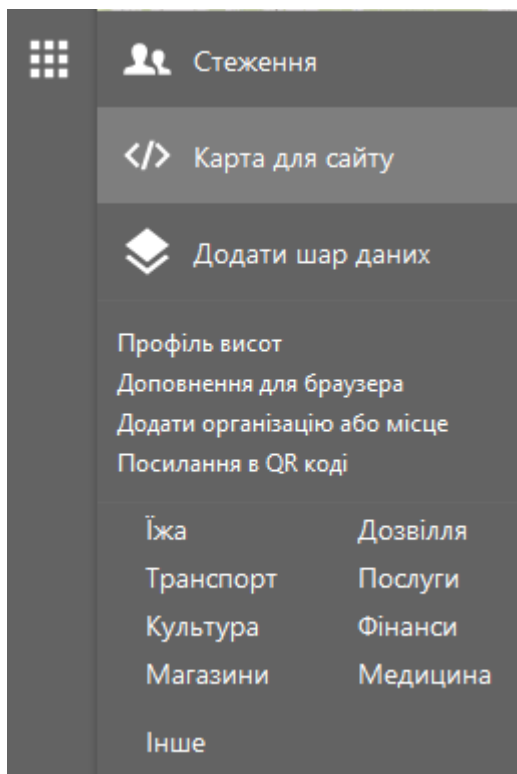 Стеження
Карта для сайту
Додати шар даних
Профіль висот
Доповнення для браузера
Додати організацію або місце
Посилання в QR коді
Їжа Дозвілля
Транспорт Послуги
Культура Фінанси
Магазини Медицина
Інше